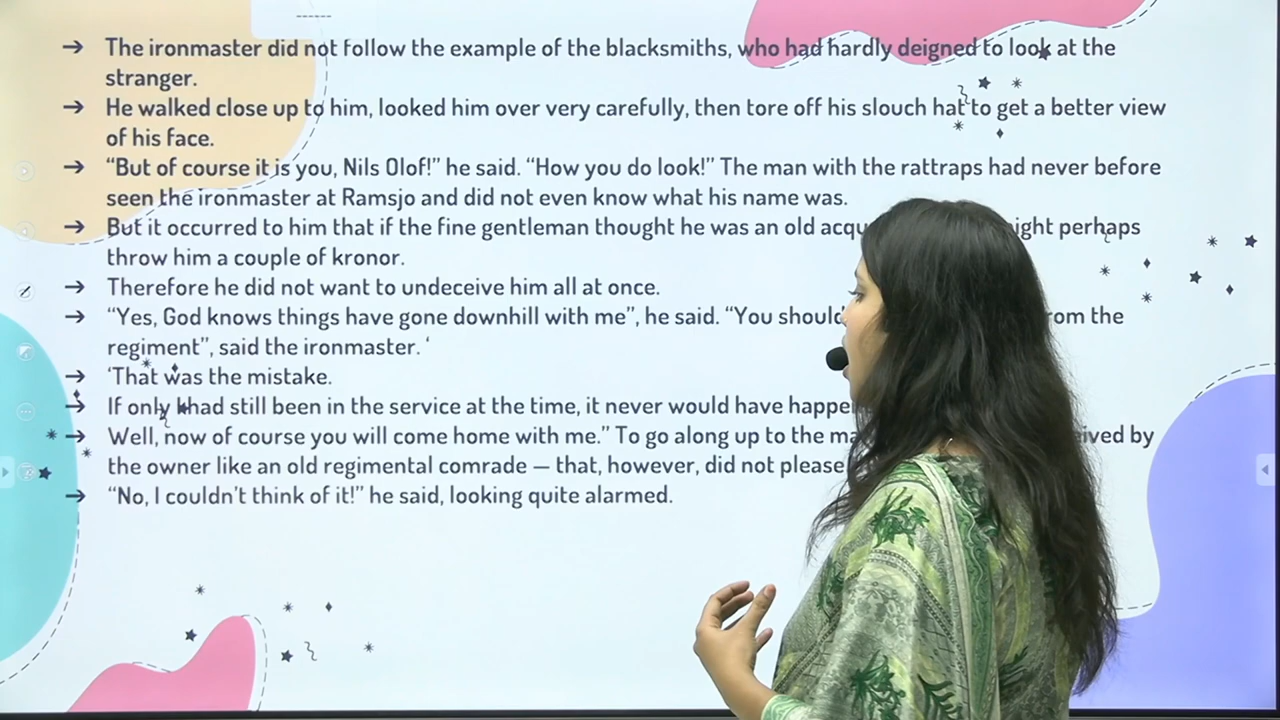 → The ironmaster did not follow the example of the blacksmiths, who had hardly deigned to look at the
stranger.
→ He walked close up to him, looked him over very carefully, then tore off his slouch hat to get a better view
of his face.
→ “But of course it is you, Nils Olof!” he said. “How you do look!” The man with the rattraps had never before
seen the ironmaster at Ramsjo and did not even know what his name was.
→ But it occurred to him that if the fine gentleman thought he was an old perhaps
throw him a couple of kronor.
→ Therefore he did not want to undeceive him all at once.
→ “Yes, God knows things have gone downhill with me”, he said. “You the
regiment”, said the ironmaster. ‘
→ ‘That was the mistake.
→ If only I had still been in the service at the time, it never would have
→ Well, now of course you will come home with me.” To go along up to the by
the owner like an old regimental comrade — that, however, did not please
→ “No, I couldn't think of it!” he said, looking quite alarmed.